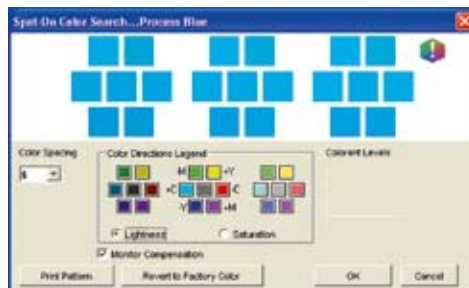 Spot-On Color Search...Process Blue
Color Spacing
6
Color Directions Legend
-M +Y
+C -C
-Y +M
Lightness
Saturation
Colorant Levels
Monitor Compensation
Print Pattern
Revert to Factory Color
OK
Cancel